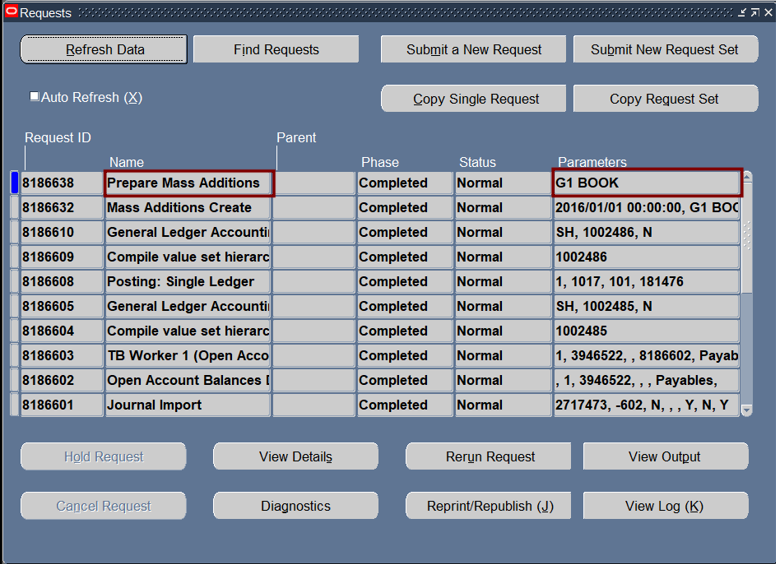 Requests
Refresh Data Find Requests Submit a New Request Submit New Request Set
Auto Refresh (X) Copy Single Request Copy Request Set
Request ID Parent
Name Phase Status Parameters
8186638 Prepare Mass Additions Completed Normal G1 BOOK
8186632 Mass Additions Create Completed Normal 2016/01/01 00:00:00, G1 BOO
8186610 General Ledger Accounti Completed Normal SH, 1002486, N
8186609 Compile value set hierarc Completed Normal 1002486
8186608 Posting: Single Ledger Completed Normal 1, 1017, 101, 181476
8186605 General Ledger Accounti Completed Normal SH, 1002485, N
8186604 Compile value set hierarc Completed Normal 1002485
8186603 TB Worker 1 (Open Acco Completed Normal 1, 3946522, , 8186602, Payab
8186602 Open Account Balances D Completed Normal , 1, 3946522, , , Payables,
8186601 Journal Import Completed Normal 2717473, -602, N, , , Y, N, Y
Hold Request View Details Rerun Request View Output
Cancel Request Diagnostics Reprint/Republish (J) View Log (K)